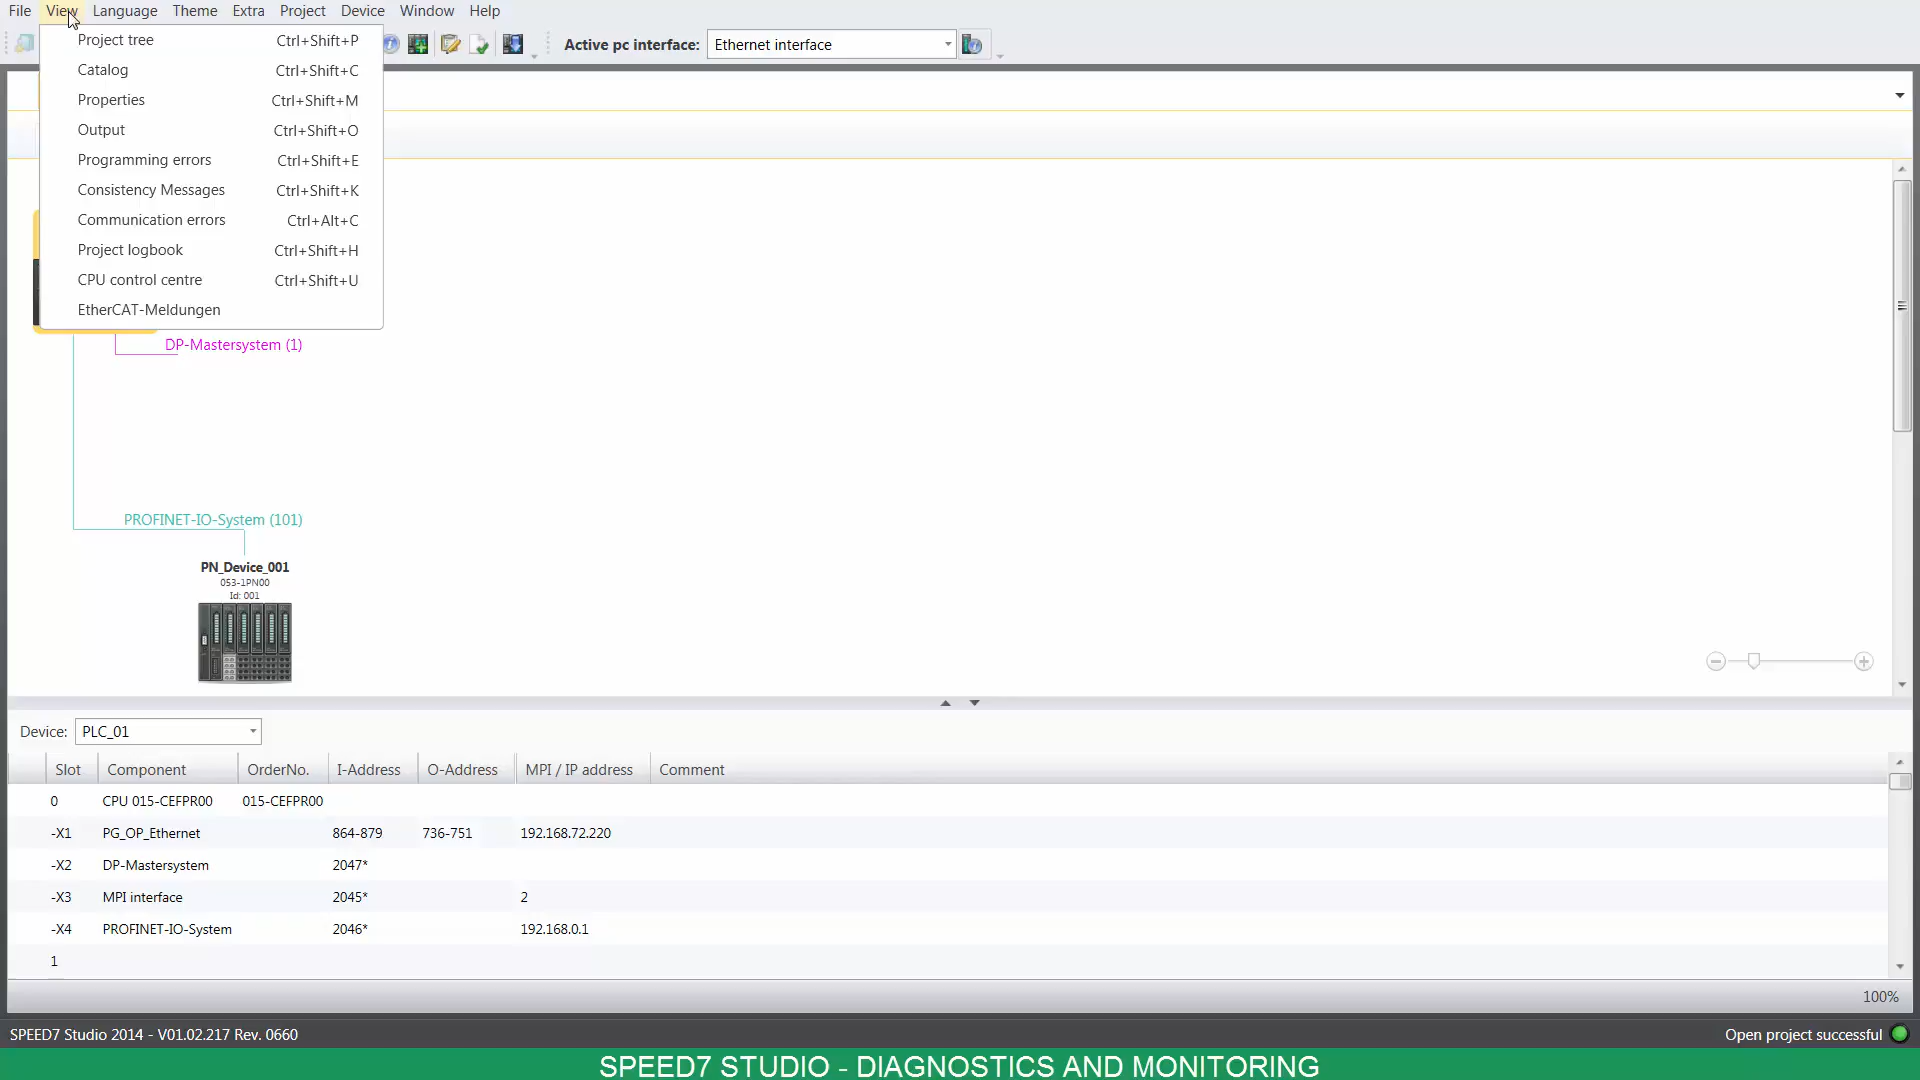 File View Language Theme Extra Project Device Window Help
Active pc interface: Ethernet interface
Project tree Ctrl+Shift+P
Catalog Ctrl+Shift+C
Properties Ctrl+Shift+M
Output Ctrl+Shift+O
Programming errors Ctrl+Shift+E
Consistency Messages Ctrl+Shift+K
Communication errors Ctrl+Alt+C
Project logbook Ctrl+Shift+H
CPU control centre Ctrl+Shift+U
EtherCAT-Meldungen
DP-Mastersystem (1)
PROFINET-IO-System (101)
PN_Device_001
053-1PN00
Id: 001
Device: PLC_01
Slot Component OrderNo. I-Address O-Address MPI / IP address Comment
0 CPU 015-CEFPR00 015-CEFPR00
-X1 PG_OP_Ethernet 864-879 736-751 192.168.72.220
-X2 DP-Mastersystem 2047*
-X3 MPI interface 2045* 2
-X4 PROFINET-IO-System 2046* 192.168.0.1
1
100%
SPEED7 Studio 2014 - V01.02.217 Rev. 0660 Open project successful
SPEED7 STUDIO - DIAGNOSTICS AND MONITORING